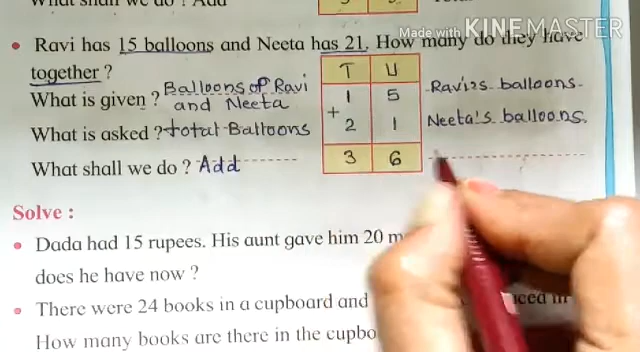 What shall we do? Add
Made with KINEMASTER
• Ravi has 15 balloons and Neeta has 21. How many do they have
together ?
What is given ? Balloons of Ravi
and Neeta
What is asked ? total Balloons
What shall we do ? Add
T U
1 5 Ravi's balloons
+
2 1 Neeta's balloons.
3 6
Solve :
• Dada had 15 rupees. His aunt gave him 20
does he have now ?
• There were 24 books in a cupboard and
How many books are there in the